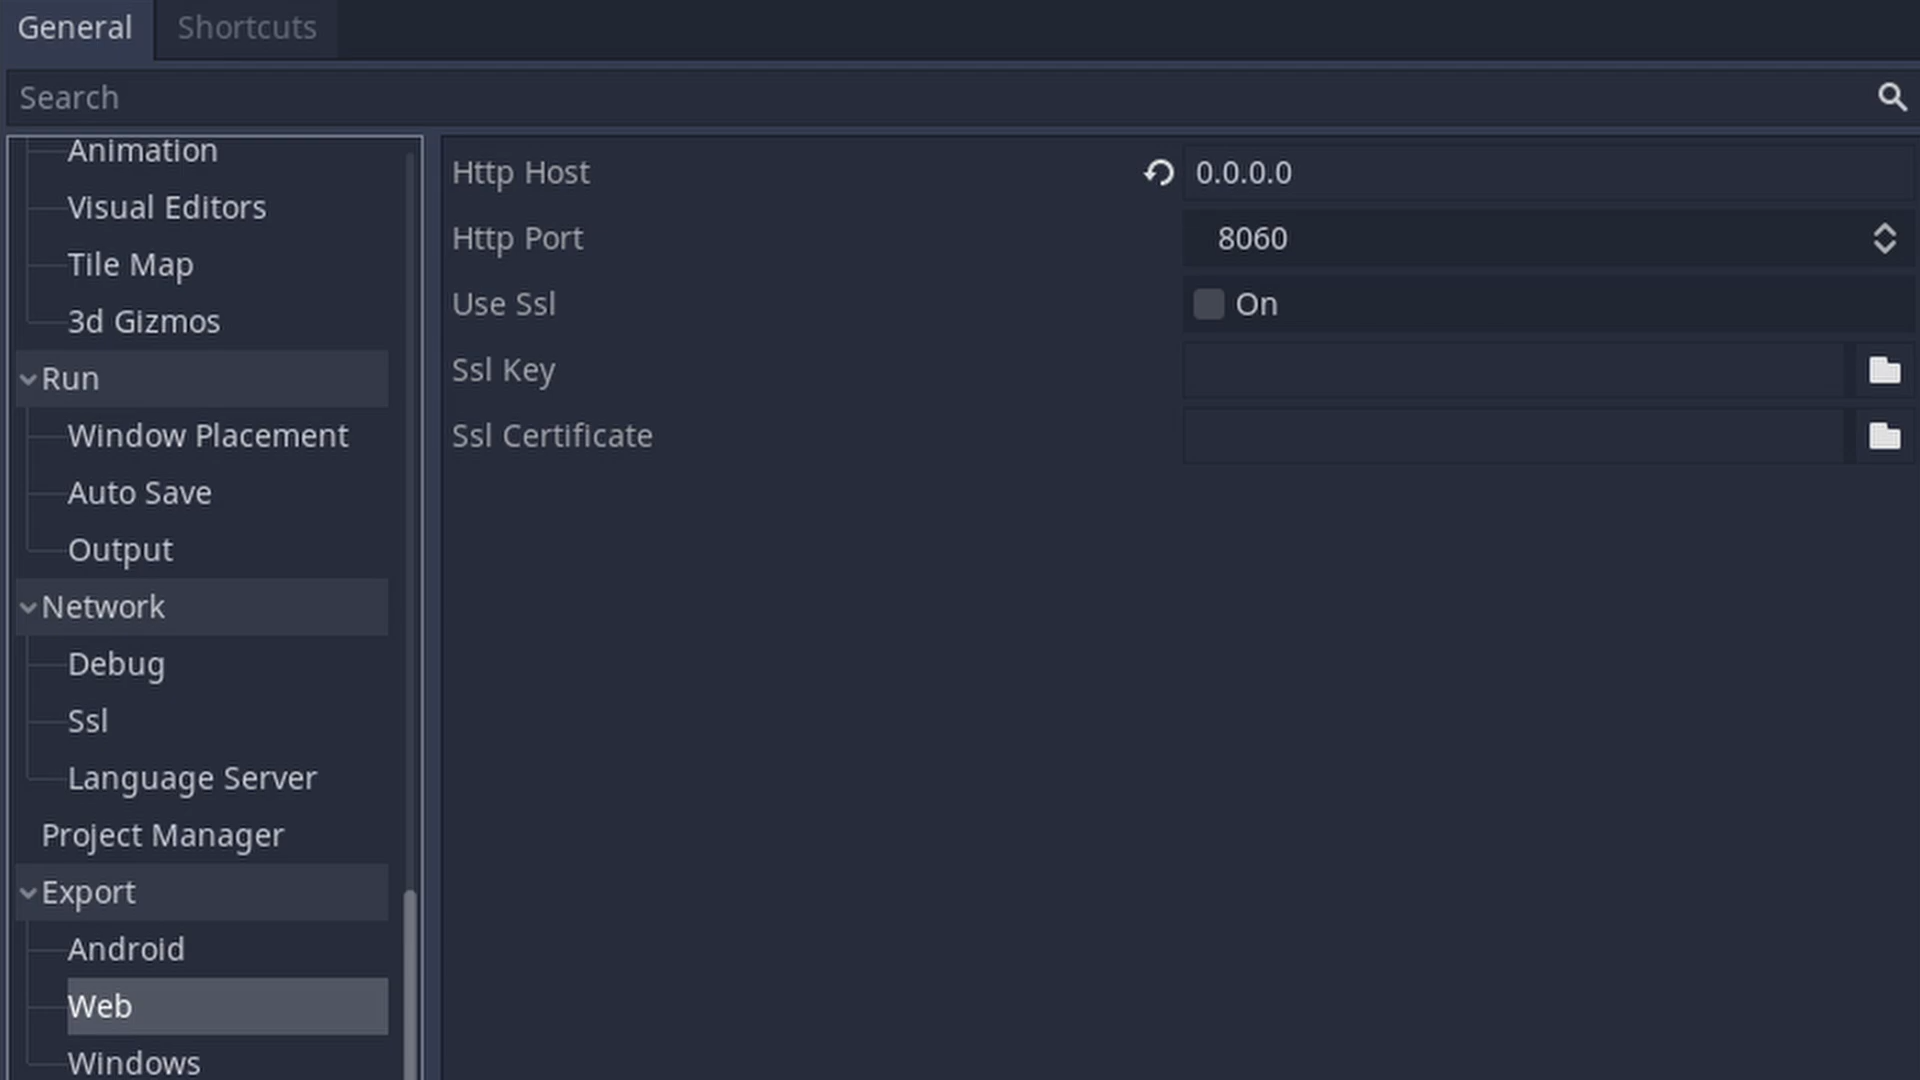 General
Shortcuts
Search
Animation
Visual Editors
Tile Map
3d Gizmos
Run
Window Placement
Auto Save
Output
Network
Debug
Ssl
Language Server
Project Manager
Export
Android
Web
Windows
Http Host 0.0.0.0
Http Port 8060
Use Ssl On
Ssl Key
Ssl Certificate